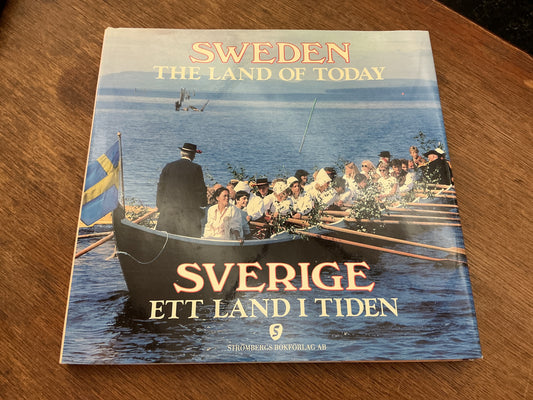 SWEDEN
THE LAND OF TODAY
SVERIGE
ETT LAND I TIDEN
S
STRÖMBERGS BOKFÖRLAG AB